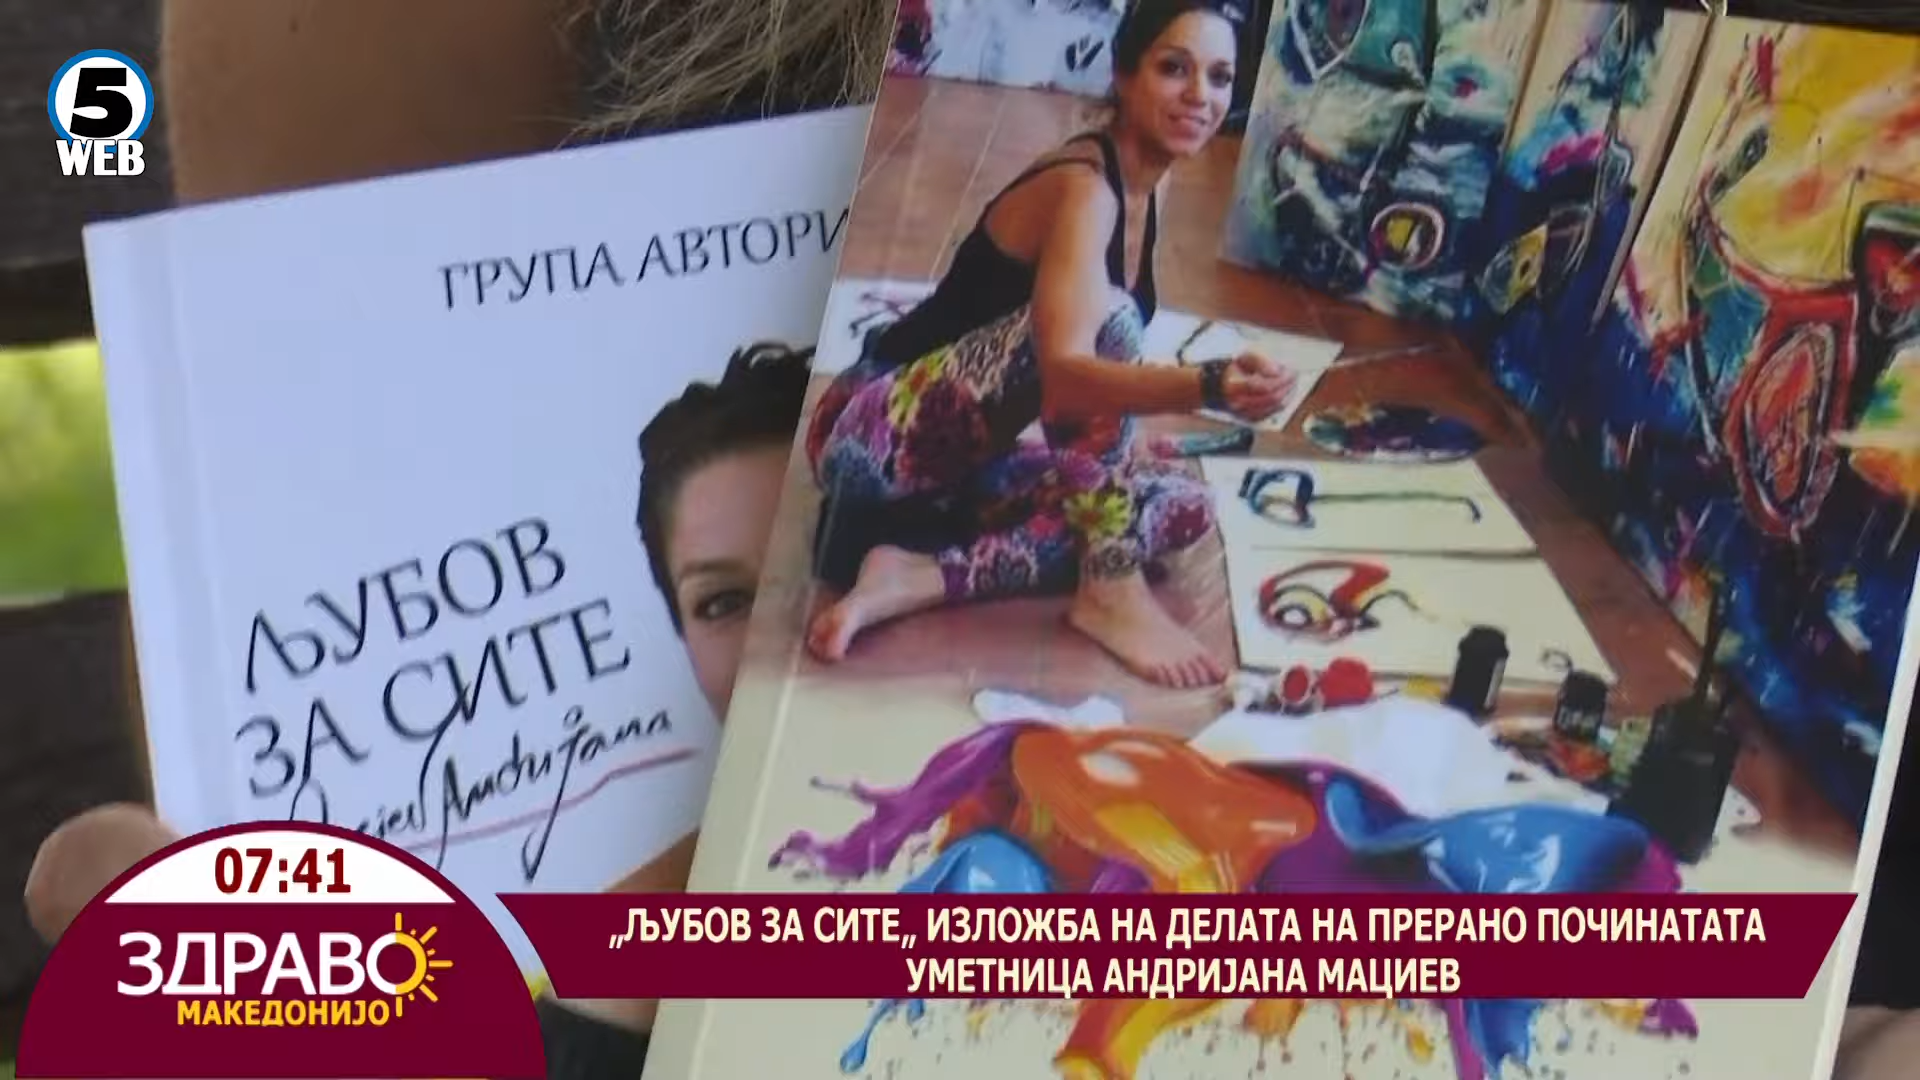 5
WEB
ГРУПА АВТОРИ
ЉУБОВ
ЗА СИТЕ
Андријана
07:41
ЗДРАВО
МАКЕДОНИЈО
„ЉУБОВ ЗА СИТЕ„ ИЗЛОЖБА НА ДЕЛАТА НА ПРЕРАНО ПОЧИНАТАТА
УМЕТНИЦА АНДРИЈАНА МАЦИЕВ